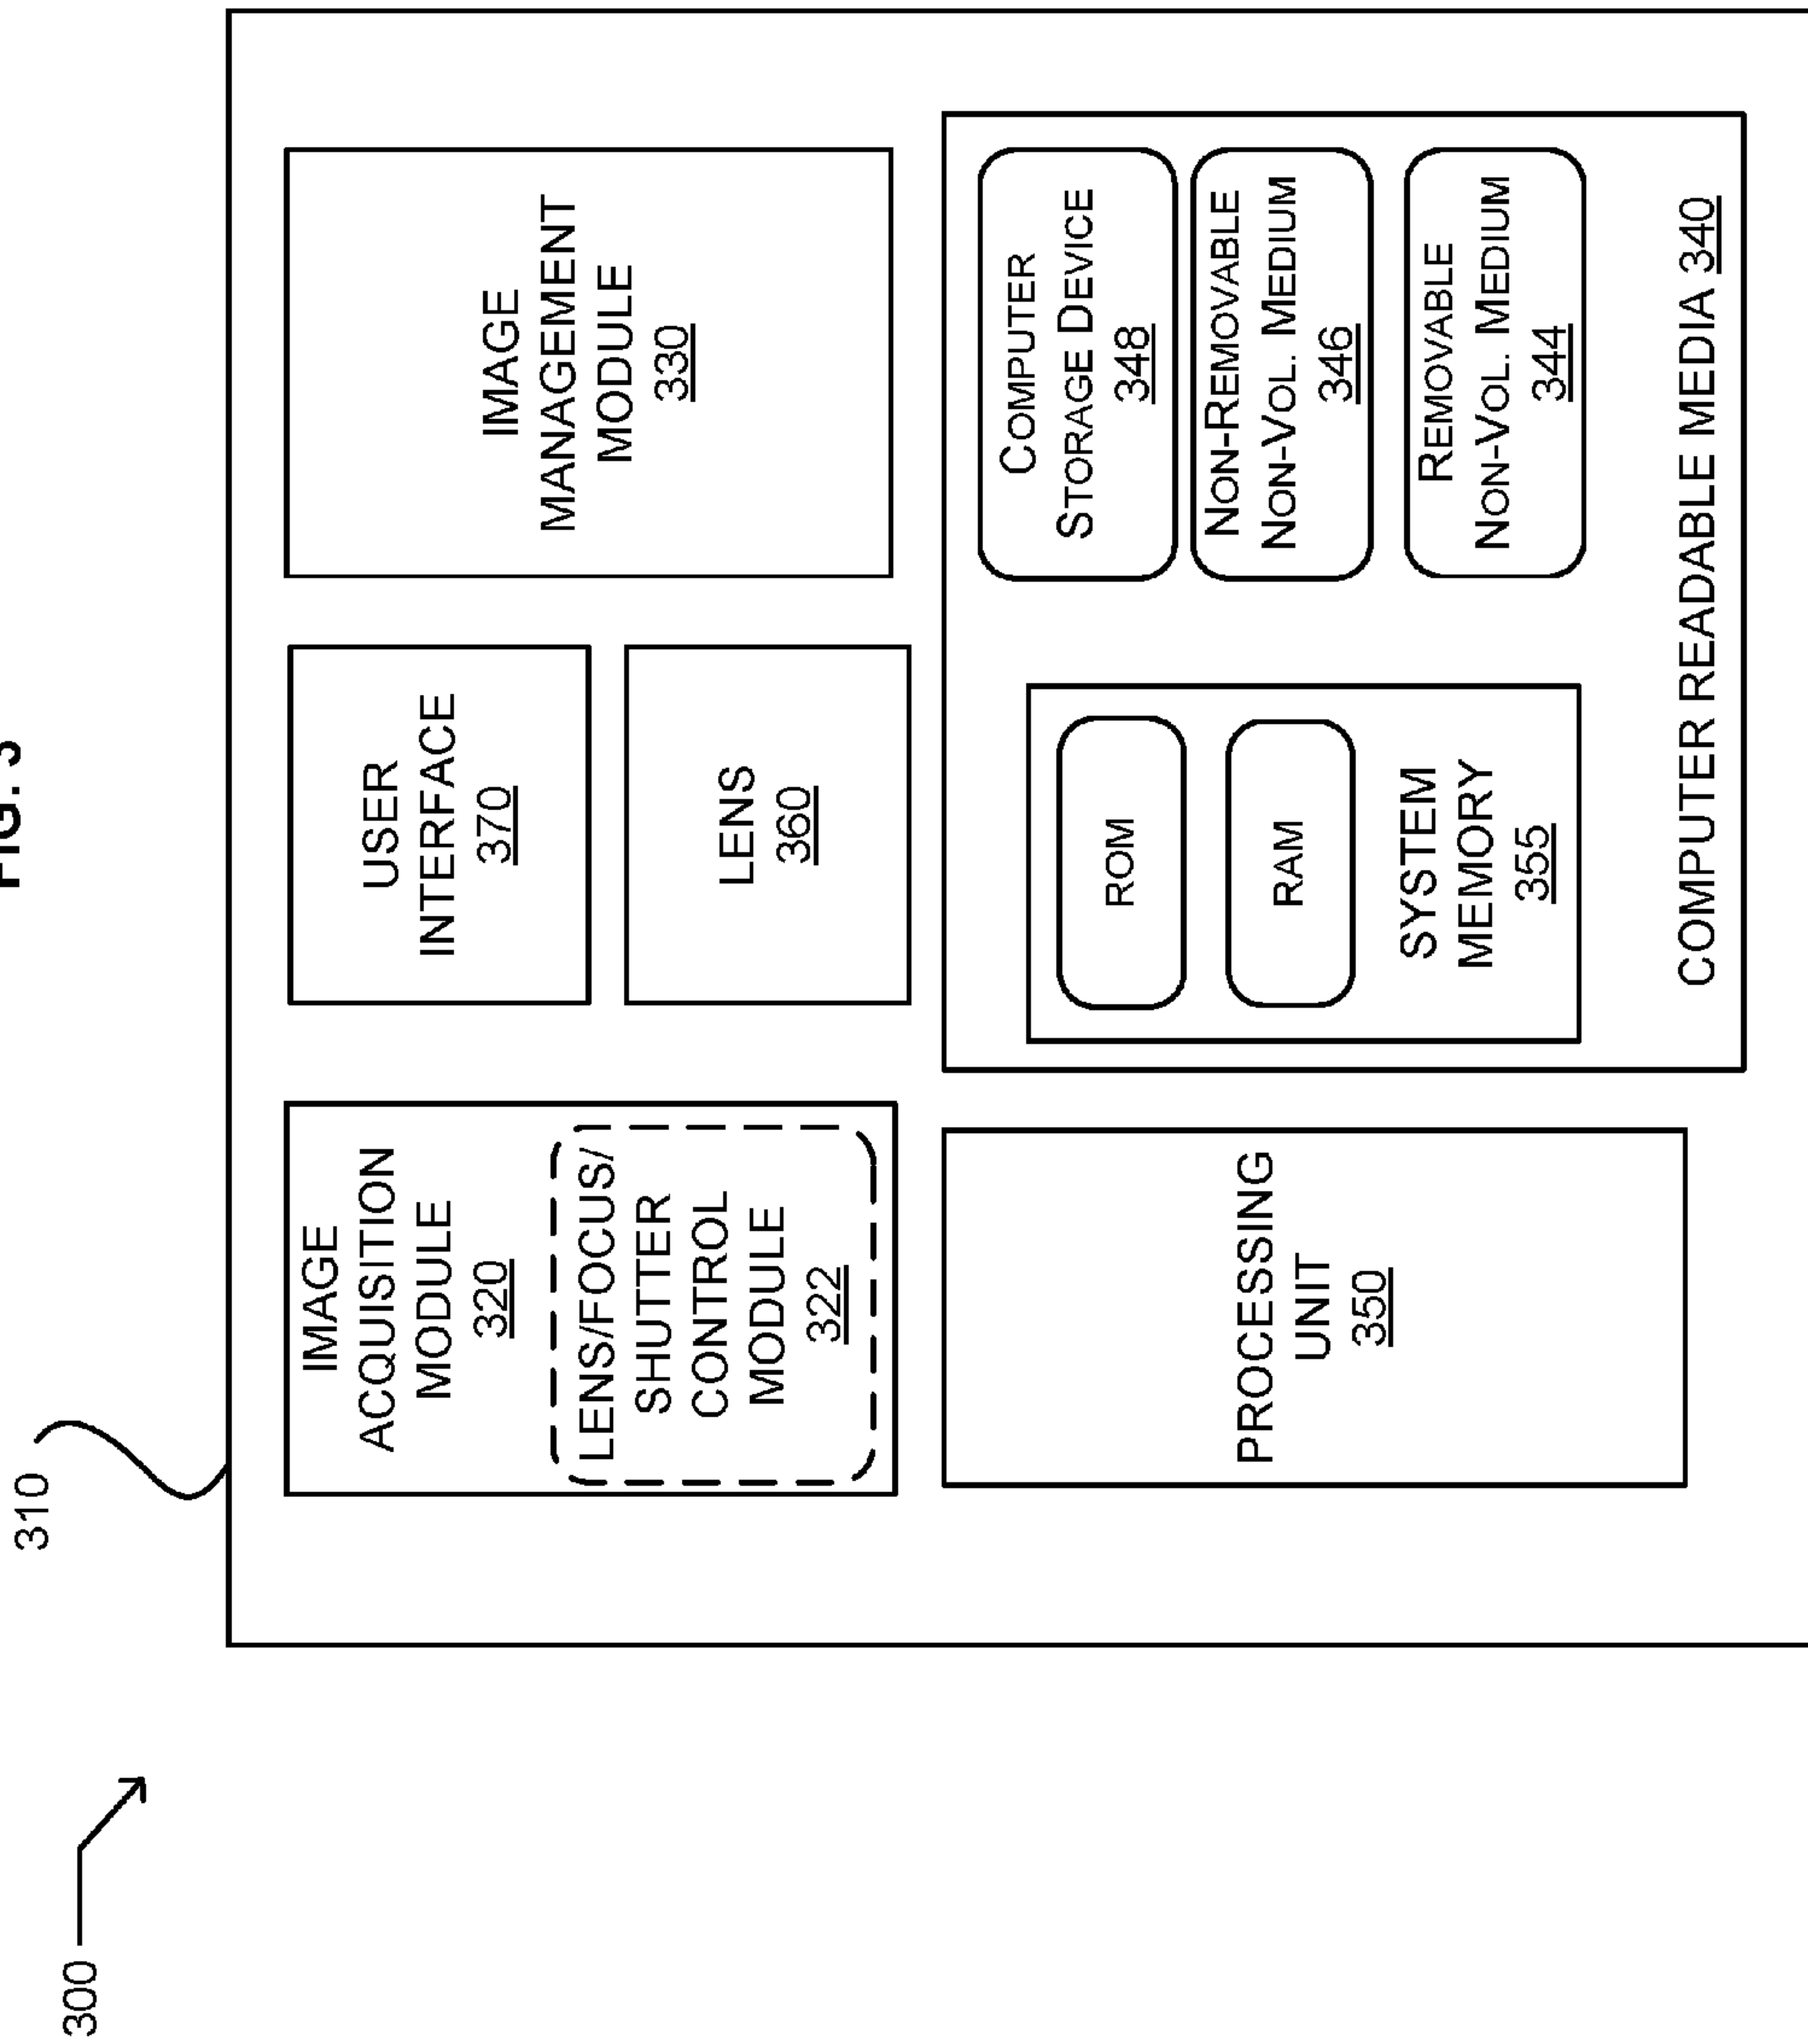 FIG. 3
300
310
IMAGE
ACQUISITION
MODULE
320
LENS/FOCUS/
SHUTTER
CONTROL
MODULE
322
USER
INTERFACE
370
LENS
360
IMAGE
MANAGEMENT
MODULE
330
PROCESSING
UNIT
350
ROM
RAM
SYSTEM
MEMORY
355
COMPUTER
STORAGE DEVICE
348
NON-REMOVABLE
NON-VOL. MEDIUM
346
REMOVABLE
NON-VOL. MEDIUM
344
COMPUTER READABLE MEDIA 340